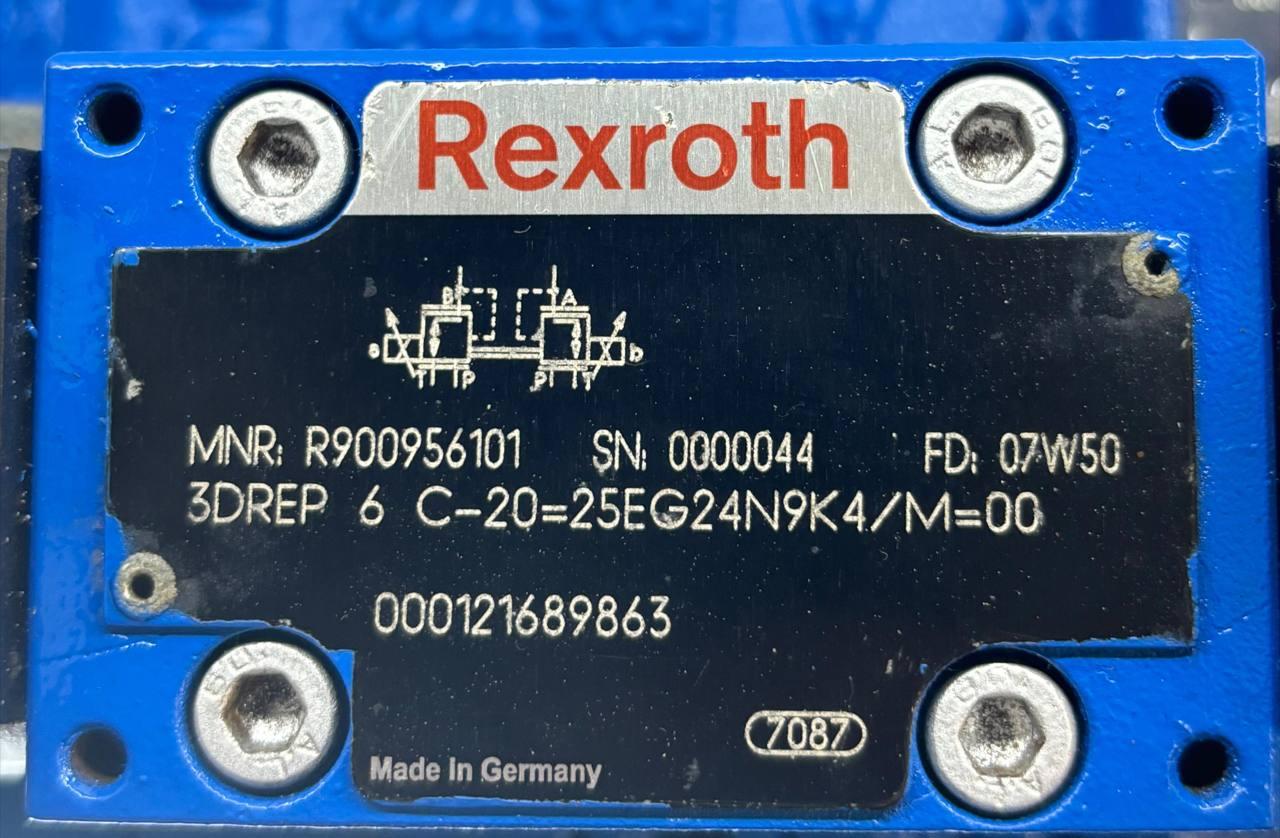 Rexroth
B A
a b
T P P T
MNR: R900956101 SN: 0000044 FD: 07W50
3DREP 6 C-20=25EG24N9K4/M=00
000121689863
7087
Made In Germany